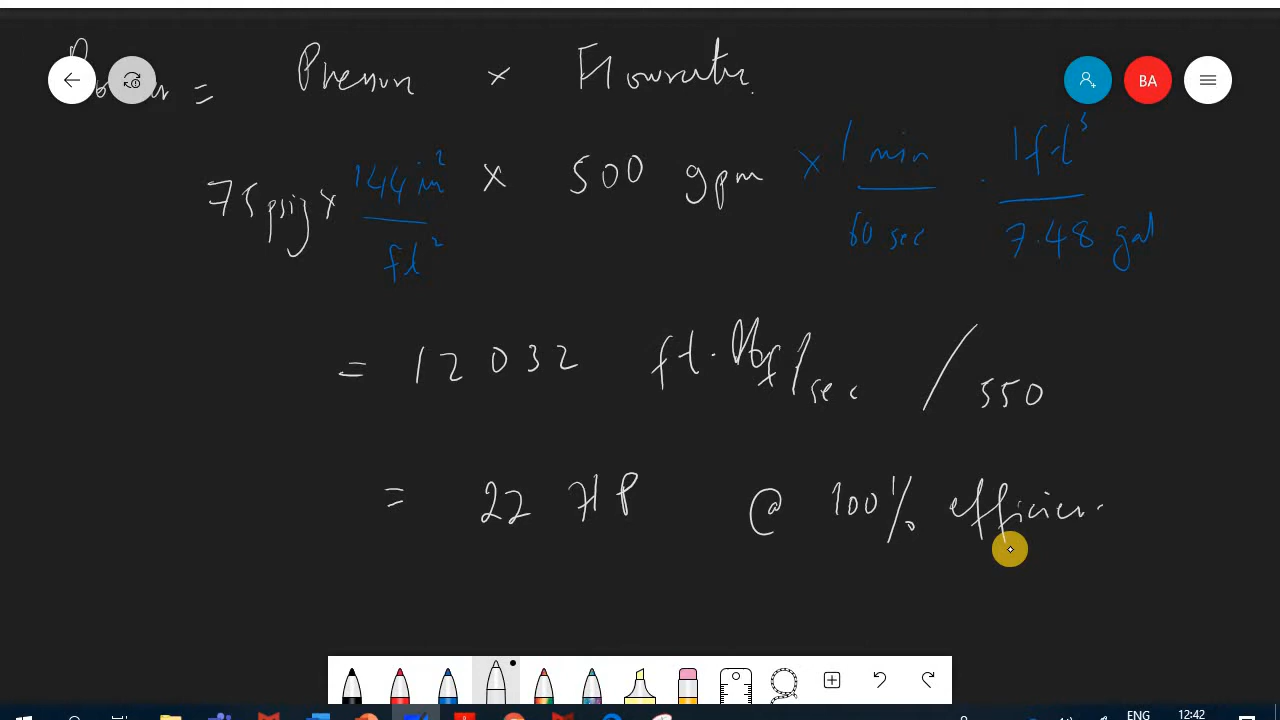 = Pressure x Flowrate
BA
75 psig x 144 in² / ft² x 500 gpm x 1 min / 60 sec . 1 ft³ / 7.48 gal
= 12032 ft.lbf/sec / 550
= 22 HP @ 100% efficien
ENG 12:42